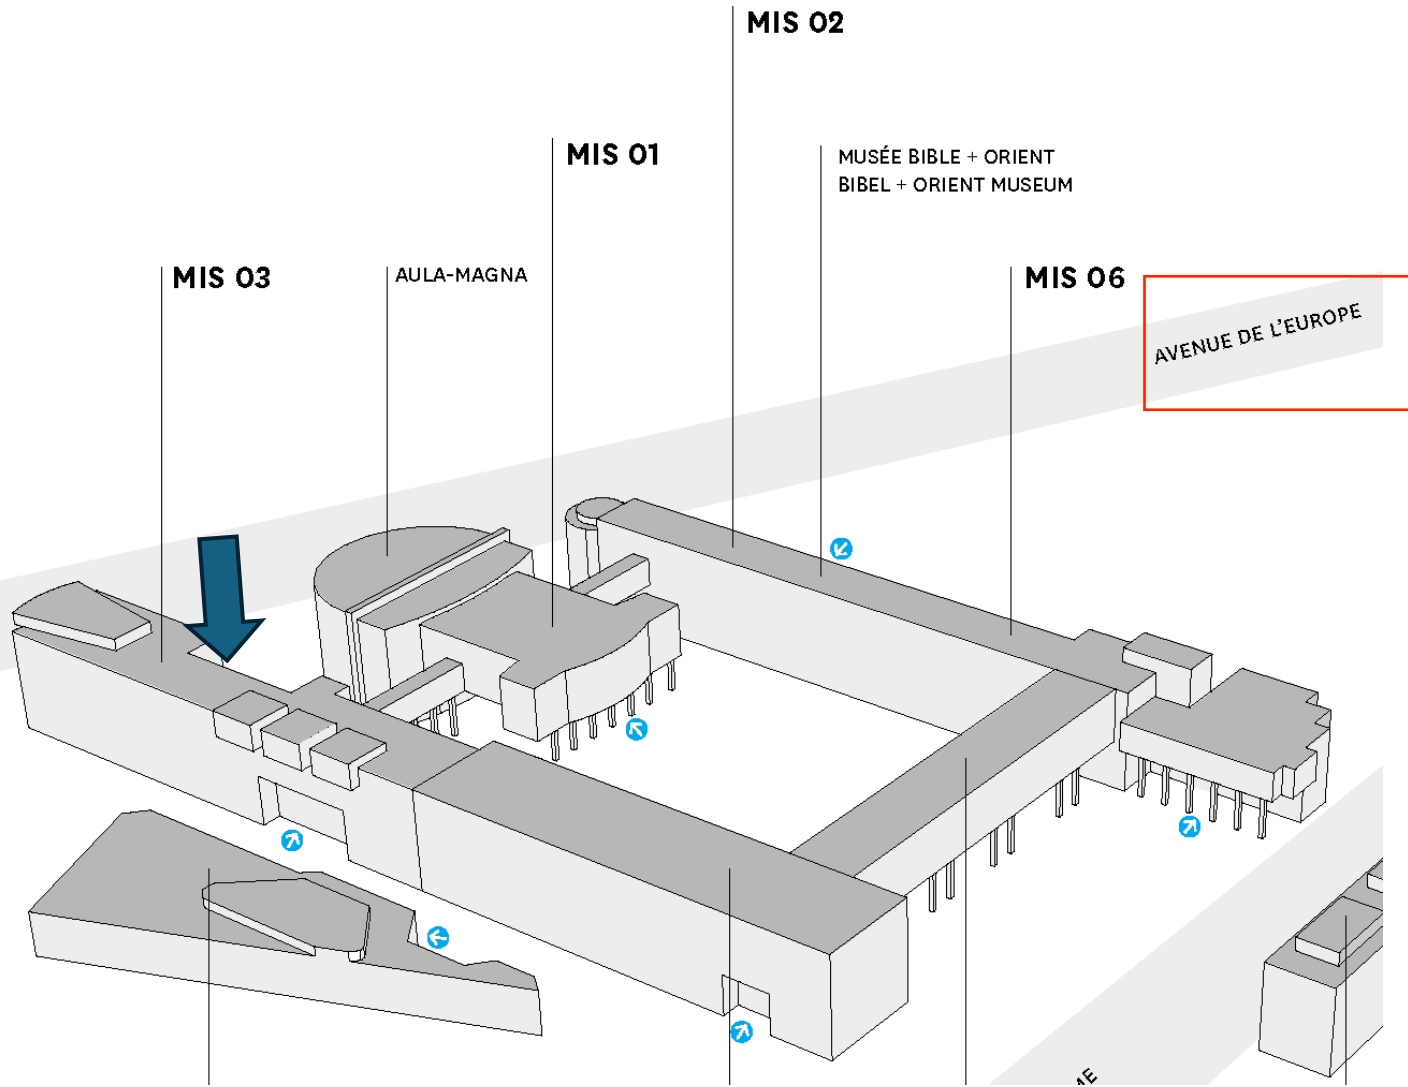 MIS 02
MIS 01
MUSÉE BIBLE + ORIENT
BIBEL + ORIENT MUSEUM
MIS 03
AULA-MAGNA
MIS 06
AVENUE DE L'EUROPE
ME